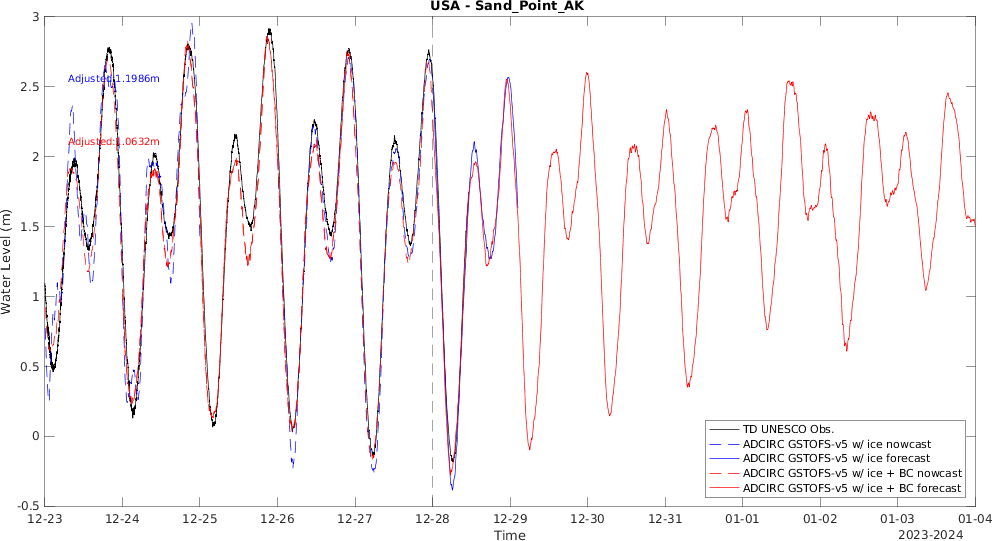 USA - Sand_Point_AK
3
2.5
2
1.5
1
0.5
0
-0.5
Water Level (m)
Adjusted:1.1986m
Adjusted:1.0632m
TD UNESCO Obs.
ADCIRC GSTOFS-v5 w/ ice nowcast
ADCIRC GSTOFS-v5 w/ ice forecast
ADCIRC GSTOFS-v5 w/ ice + BC nowcast
ADCIRC GSTOFS-v5 w/ ice + BC forecast
12-23 12-24 12-25 12-26 12-27 12-28 12-29 12-30 12-31 01-01 01-02 01-03 01-04
Time
2023-2024